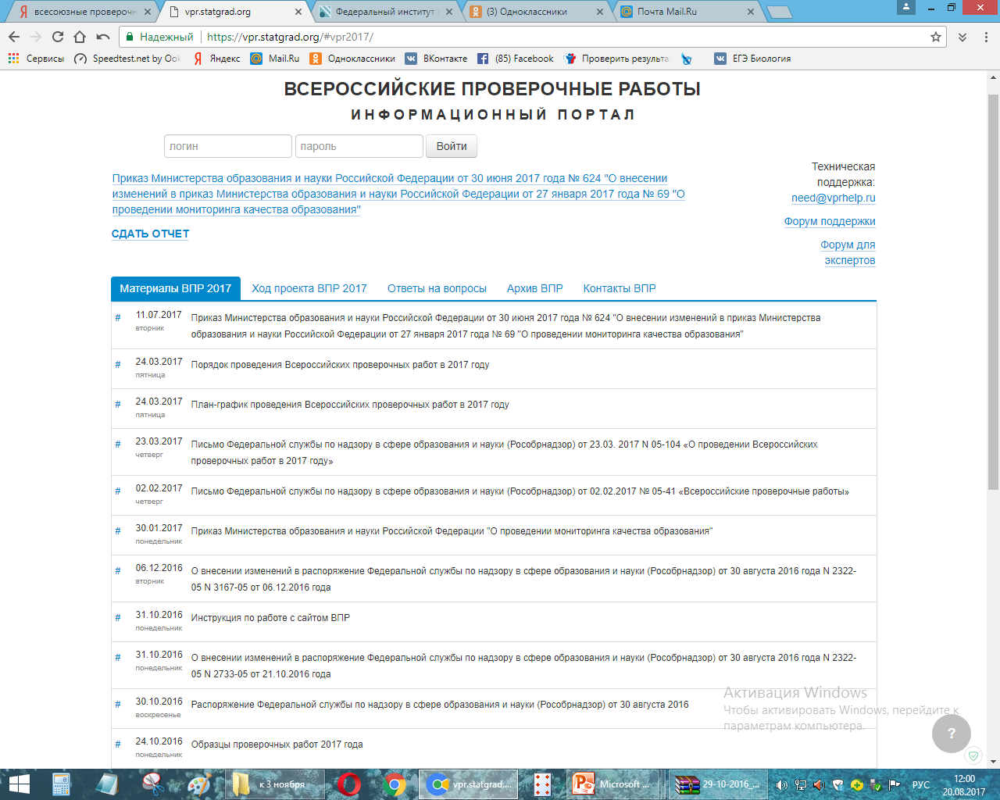 всесоюзные проверочн
vpr.statgrad.org
Федеральный институт
(3) Одноклассники
Почта Mail.Ru
Надежный https://vpr.statgrad.org/#vpr2017/
Сервисы Speedtest.net by Ook Яндекс Mail.Ru Одноклассники ВКонтакте (85) Facebook Проверить результа ЕГЭ Биология
ВСЕРОССИЙСКИЕ ПРОВЕРОЧНЫЕ РАБОТЫ
ИНФОРМАЦИОННЫЙ ПОРТАЛ
логин пароль Войти
Приказ Министерства образования и науки Российской Федерации от 30 июня 2017 года № 624 "О внесении
изменений в приказ Министерства образования и науки Российской Федерации от 27 января 2017 года № 69 "О
проведении мониторинга качества образования"
СДАТЬ ОТЧЕТ
Техническая
поддержка:
need@vprhelp.ru
Форум поддержки
Форум для
экспертов
Материалы ВПР 2017 Ход проекта ВПР 2017 Ответы на вопросы Архив ВПР Контакты ВПР
# 11.07.2017 Приказ Министерства образования и науки Российской Федерации от 30 июня 2017 года № 624 "О внесении изменений в приказ Министерства
вторник образования и науки Российской Федерации от 27 января 2017 года № 69 "О проведении мониторинга качества образования"
# 24.03.2017 Порядок проведения Всероссийских проверочных работ в 2017 году
пятница
# 24.03.2017 План-график проведения Всероссийских проверочных работ в 2017 году
пятница
# 23.03.2017 Письмо Федеральной службы по надзору в сфере образования и науки (Рособрнадзор) от 23.03. 2017 N 05-104 «О проведении Всероссийских
четверг проверочных работ в 2017 году»
# 02.02.2017 Письмо Федеральной службы по надзору в сфере образования и науки (Рособрнадзор) от 02.02.2017 № 05-41 «Всероссийские проверочные работы»
четверг
# 30.01.2017 Приказ Министерства образования и науки Российской Федерации "О проведении мониторинга качества образования"
понедельник
# 06.12.2016 О внесении изменений в распоряжение Федеральной службы по надзору в сфере образования и науки (Рособрнадзор) от 30 августа 2016 года N 2322-
вторник 05 N 3167-05 от 06.12.2016 года
# 31.10.2016 Инструкция по работе с сайтом ВПР
понедельник
# 31.10.2016 О внесении изменений в распоряжение Федеральной службы по надзору в сфере образования и науки (Рособрнадзор) от 30 августа 2016 года N 2322-
понедельник 05 N 2733-05 от 21.10.2016 года
# 30.10.2016 Распоряжение Федеральной службы по надзору в сфере образования и науки (Рособрнадзор) от 30 августа 2016
воскресенье
# 24.10.2016 Образцы проверочных работ 2017 года
понедельник
Активация Windows
Чтобы активировать Windows, перейдите к
параметрам компьютера.
?
к 3 ноября vpr.statgrad.... Microsoft ... 29-10-2016_... РУС 12:00
20.08.2017